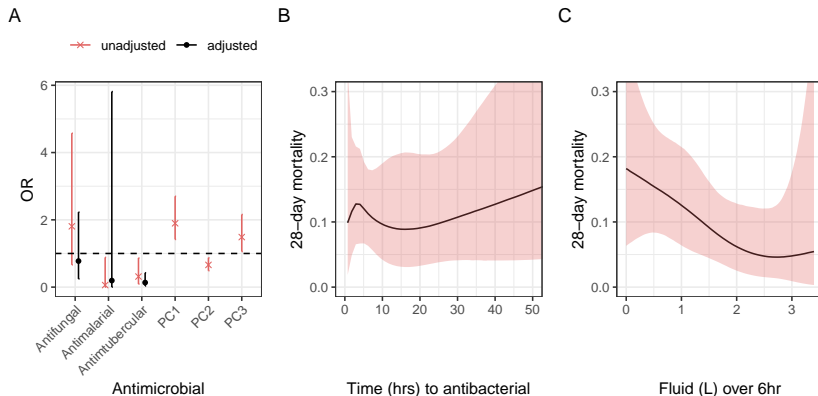 A
unadjusted adjusted
OR
0
2
4
6
Antifungal
Antimalarial
Antimtubercular
PC1
PC2
PC3
Antimicrobial
B
28−day mortality
0.3
0.2
0.1
0.0
0 10 20 30 40 50
Time (hrs) to antibacterial
C
28−day mortality
0.3
0.2
0.1
0.0
0 1 2 3
Fluid (L) over 6hr